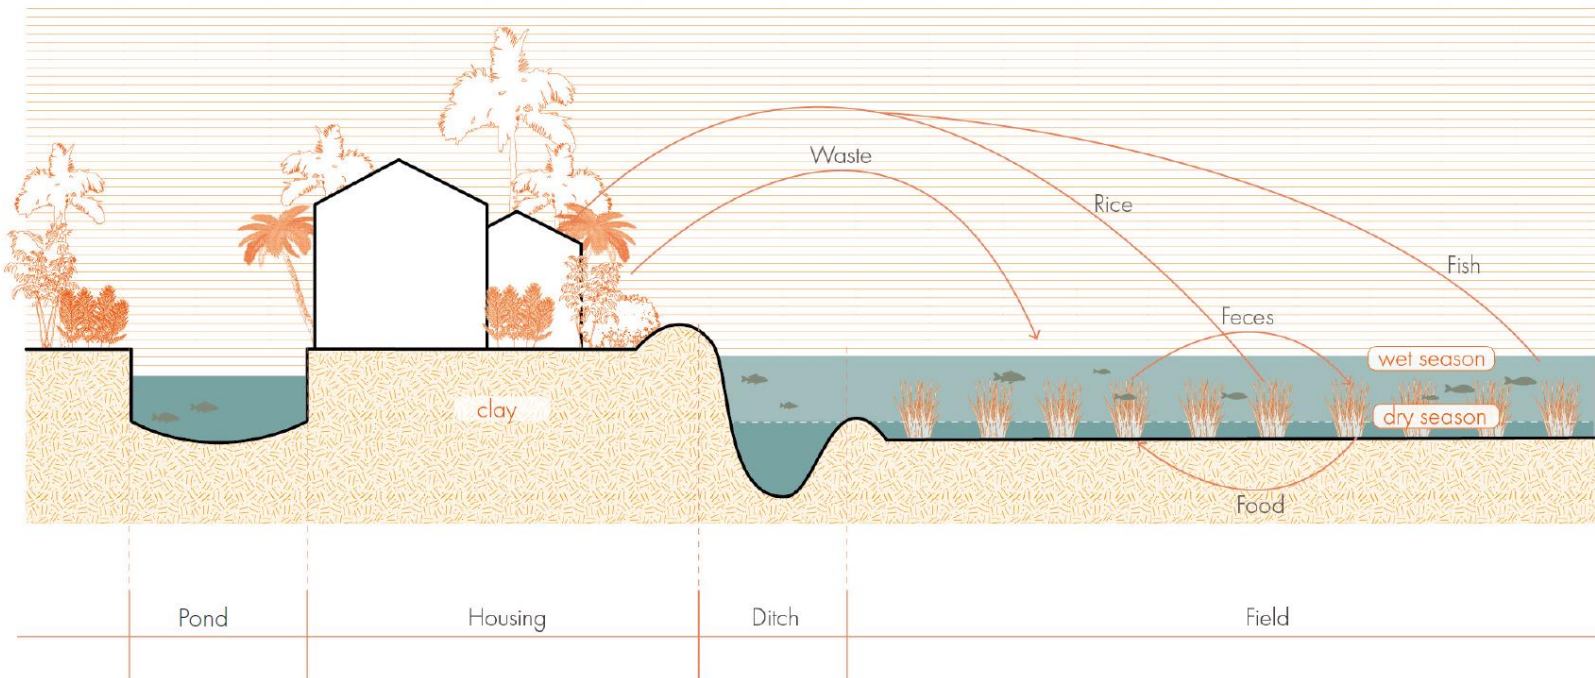 Waste
Rice
Fish
Feces
wet season
clay
dry season
Food
Pond
Housing
Ditch
Field